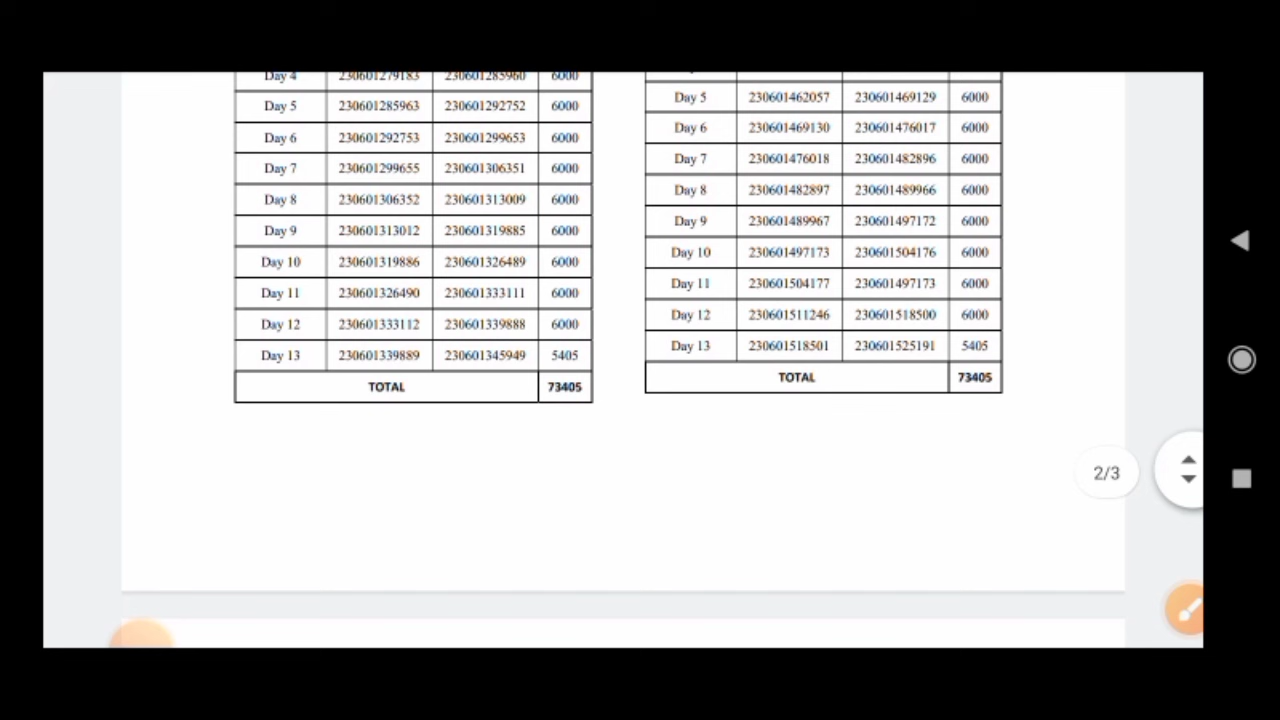 Day 4 230601279183 230601285960 6000
Day 5 230601285963 230601292752 6000
Day 6 230601292753 230601299653 6000
Day 7 230601299655 230601306351 6000
Day 8 230601306352 230601313009 6000
Day 9 230601313012 230601319885 6000
Day 10 230601319886 230601326489 6000
Day 11 230601326490 230601333111 6000
Day 12 230601333112 230601339888 6000
Day 13 230601339889 230601345949 5405
TOTAL 73405
Day 5 230601462057 230601469129 6000
Day 6 230601469130 230601476017 6000
Day 7 230601476018 230601482896 6000
Day 8 230601482897 230601489966 6000
Day 9 230601489967 230601497172 6000
Day 10 230601497173 230601504176 6000
Day 11 230601504177 230601497173 6000
Day 12 230601511246 230601518500 6000
Day 13 230601518501 230601525191 5405
TOTAL 73405
2/3